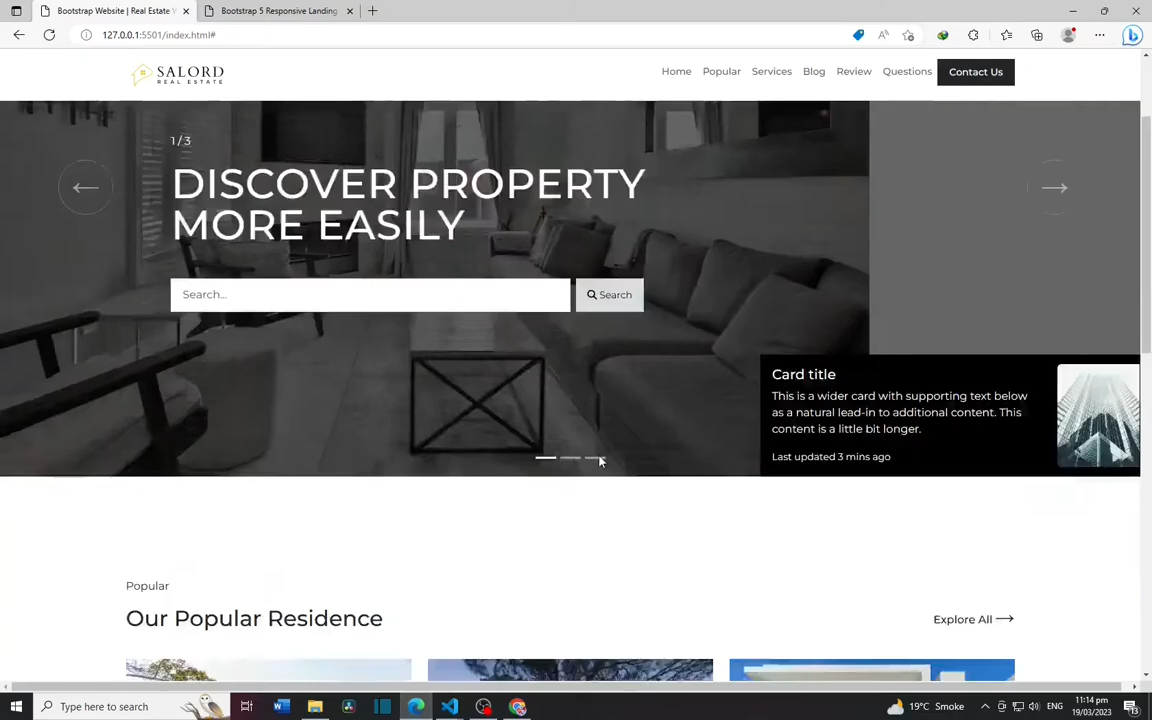 Bootstrap Website | Real Estate
Bootstrap 5 Responsive Landing
127.0.0.1:5501/index.html#
SALORD
REAL ESTATE
Home
Popular
Services
Blog
Review
Questions
Contact Us
1 / 3
DISCOVER PROPERTY
MORE EASILY
Search...
Search
Card title
This is a wider card with supporting text below
as a natural lead-in to additional content. This
content is a little bit longer.
Last updated 3 mins ago
Popular
Our Popular Residence
Explore All
Type here to search
19°C Smoke
ENG
11:14 pm
19/03/2023
13